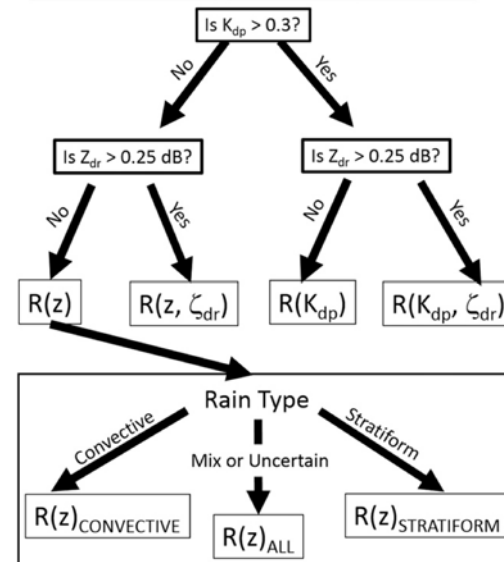 Is K_dp > 0.3?
No Yes
Is Z_dr > 0.25 dB? Is Z_dr > 0.25 dB?
No Yes No Yes
R(z) R(z, ζ_dr) R(K_dp) R(K_dp, ζ_dr)
Rain Type
Convective Mix or Uncertain Stratiform
R(z)_CONVECTIVE R(z)_ALL R(z)_STRATIFORM